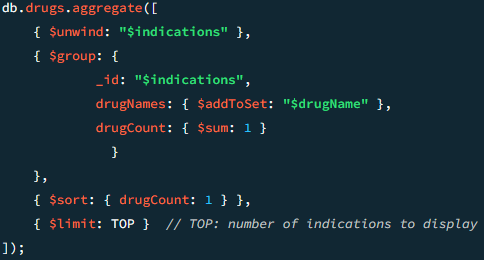 db.drugs.aggregate([
    { $unwind: "$indications" },
    { $group: {
            _id: "$indications",
            drugNames: { $addToSet: "$drugName" },
            drugCount: { $sum: 1 }
              }
    },
    { $sort: { drugCount: 1 } },
    { $limit: TOP }  // TOP: number of indications to display
]);